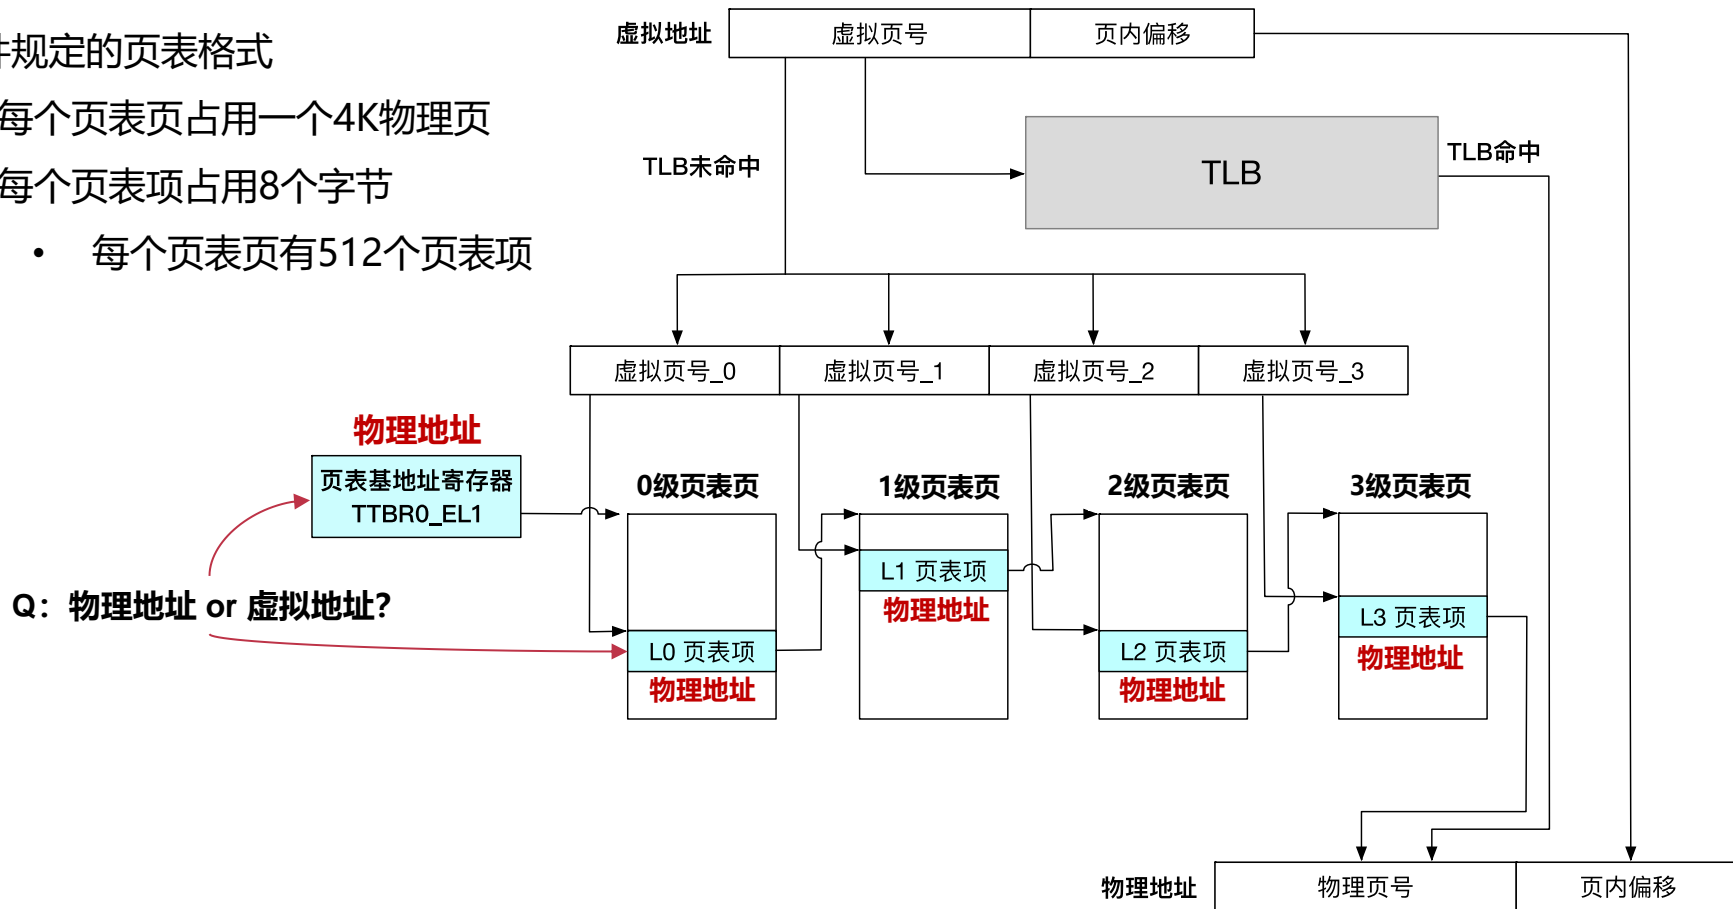 件规定的页表格式
每个页表页占用一个4K物理页
每个页表项占用8个字节
• 每个页表页有512个页表项
虚拟地址
虚拟页号
页内偏移
TLB未命中
TLB
TLB命中
虚拟页号_0
虚拟页号_1
虚拟页号_2
虚拟页号_3
物理地址
页表基地址寄存器
TTBR0_EL1
0级页表页
1级页表页
2级页表页
3级页表页
Q：物理地址 or 虚拟地址？
L0 页表项
物理地址
L1 页表项
物理地址
L2 页表项
物理地址
L3 页表项
物理地址
物理地址
物理页号
页内偏移